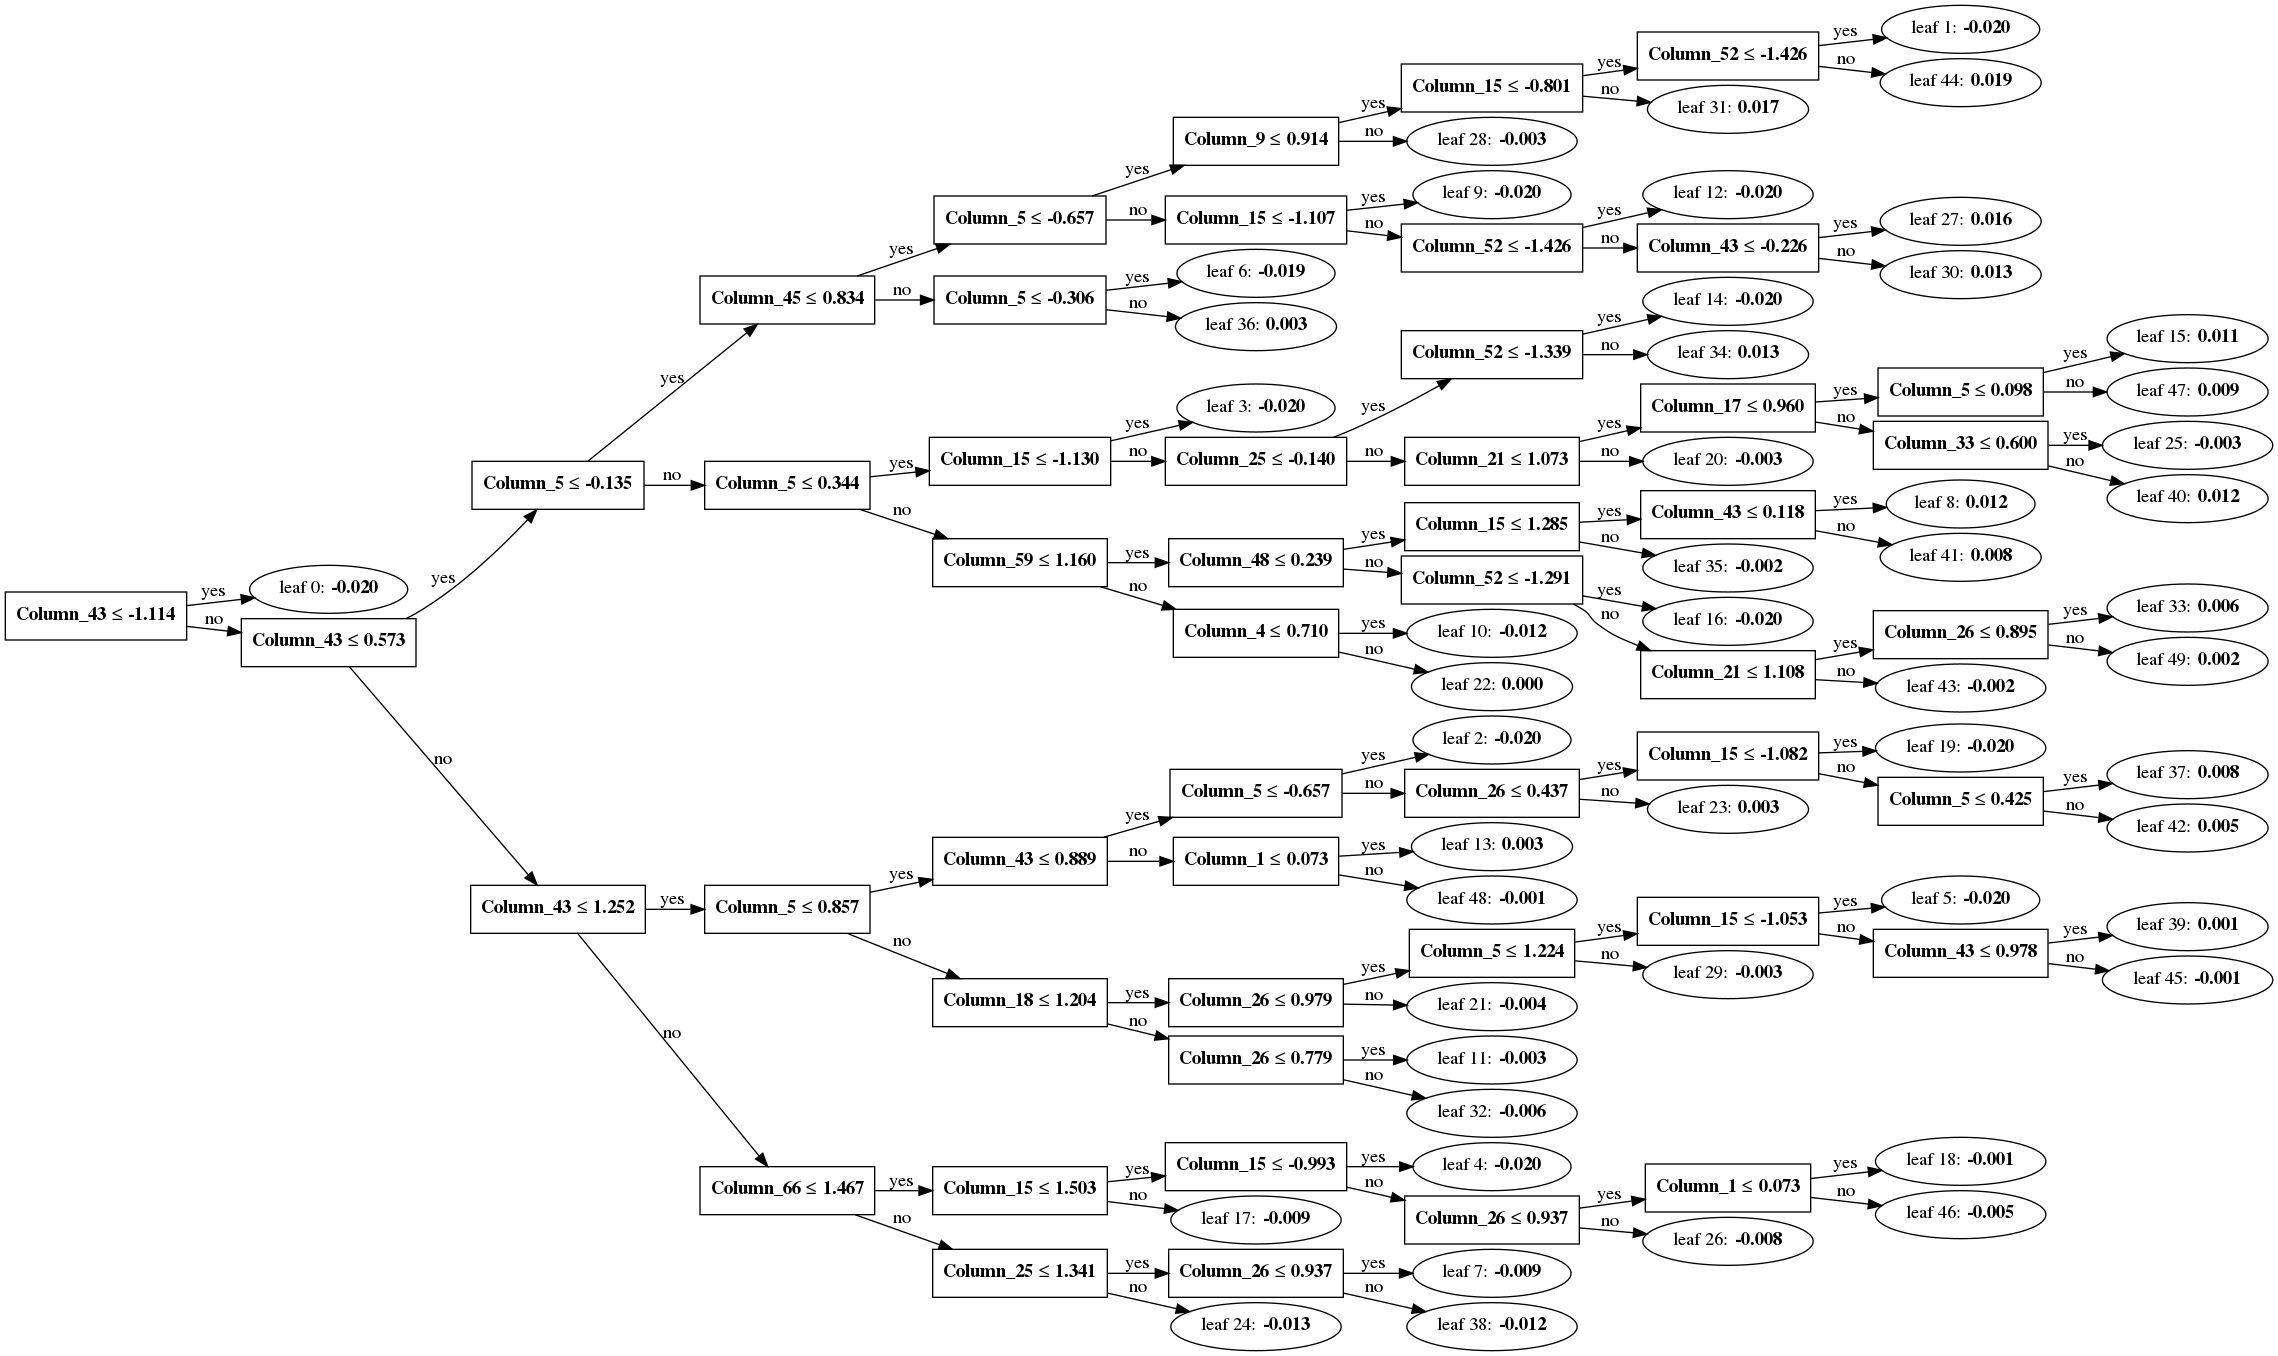 leaf 1: -0.020
Column_52 ≤ -1.426
yes
no
leaf 44: 0.019
Column_15 ≤ -0.801
yes
no
leaf 31: 0.017
Column_9 ≤ 0.914
yes
no
leaf 28: -0.003
Column_5 ≤ -0.657
yes
no
Column_15 ≤ -1.107
yes
no
leaf 9: -0.020
Column_52 ≤ -1.426
yes
no
leaf 12: -0.020
Column_43 ≤ -0.226
yes
no
leaf 27: 0.016
leaf 30: 0.013
Column_45 ≤ 0.834
yes
no
Column_5 ≤ -0.306
yes
no
leaf 6: -0.019
leaf 36: 0.003
Column_5 ≤ -0.135
yes
no
Column_5 ≤ 0.344
yes
no
Column_15 ≤ -1.130
yes
no
leaf 3: -0.020
Column_25 ≤ -0.140
yes
no
Column_52 ≤ -1.339
yes
no
leaf 14: -0.020
leaf 34: 0.013
Column_21 ≤ 1.073
yes
no
Column_17 ≤ 0.960
yes
no
leaf 20: -0.003
Column_5 ≤ 0.098
yes
no
leaf 15: 0.011
leaf 47: 0.009
Column_33 ≤ 0.600
yes
no
leaf 25: -0.003
leaf 40: 0.012
Column_59 ≤ 1.160
yes
no
Column_48 ≤ 0.239
yes
no
Column_15 ≤ 1.285
yes
no
Column_43 ≤ 0.118
yes
no
leaf 8: 0.012
leaf 41: 0.008
leaf 35: -0.002
Column_52 ≤ -1.291
yes
no
leaf 16: -0.020
Column_21 ≤ 1.108
yes
no
Column_26 ≤ 0.895
yes
no
leaf 33: 0.006
leaf 49: 0.002
leaf 43: -0.002
Column_4 ≤ 0.710
yes
no
leaf 10: -0.012
leaf 22: 0.000
Column_43 ≤ -1.114
yes
no
leaf 0: -0.020
Column_43 ≤ 0.573
yes
no
Column_43 ≤ 1.252
yes
no
Column_5 ≤ 0.857
yes
no
Column_43 ≤ 0.889
yes
no
Column_5 ≤ -0.657
yes
no
leaf 2: -0.020
Column_26 ≤ 0.437
yes
no
Column_15 ≤ -1.082
yes
no
leaf 19: -0.020
Column_5 ≤ 0.425
yes
no
leaf 37: 0.008
leaf 42: 0.005
leaf 23: 0.003
Column_1 ≤ 0.073
yes
no
leaf 13: 0.003
leaf 48: -0.001
Column_18 ≤ 1.204
yes
no
Column_26 ≤ 0.979
yes
no
Column_5 ≤ 1.224
yes
no
Column_15 ≤ -1.053
yes
no
leaf 5: -0.020
Column_43 ≤ 0.978
yes
no
leaf 39: 0.001
leaf 45: -0.001
leaf 29: -0.003
leaf 21: -0.004
Column_26 ≤ 0.779
yes
no
leaf 11: -0.003
leaf 32: -0.006
Column_66 ≤ 1.467
yes
no
Column_15 ≤ 1.503
yes
no
Column_15 ≤ -0.993
yes
no
leaf 4: -0.020
Column_26 ≤ 0.937
yes
no
Column_1 ≤ 0.073
yes
no
leaf 18: -0.001
leaf 46: -0.005
leaf 26: -0.008
leaf 17: -0.009
Column_25 ≤ 1.341
yes
no
Column_26 ≤ 0.937
yes
no
leaf 7: -0.009
leaf 38: -0.012
leaf 24: -0.013